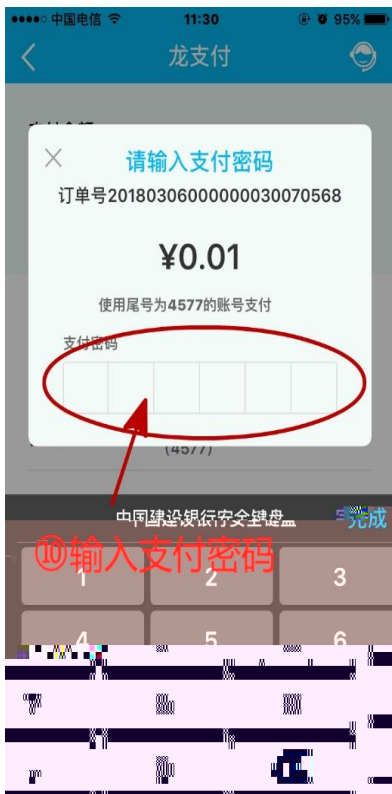 中国电信 11:30 95%
龙支付
请输入支付密码
订单号20180306000000030070568
¥0.01
使用尾号为4577的账号支付
支付密码
(4577)
中国建设银行安全键盘 完成
⑩输入支付密码
1 2 3
4 5 6